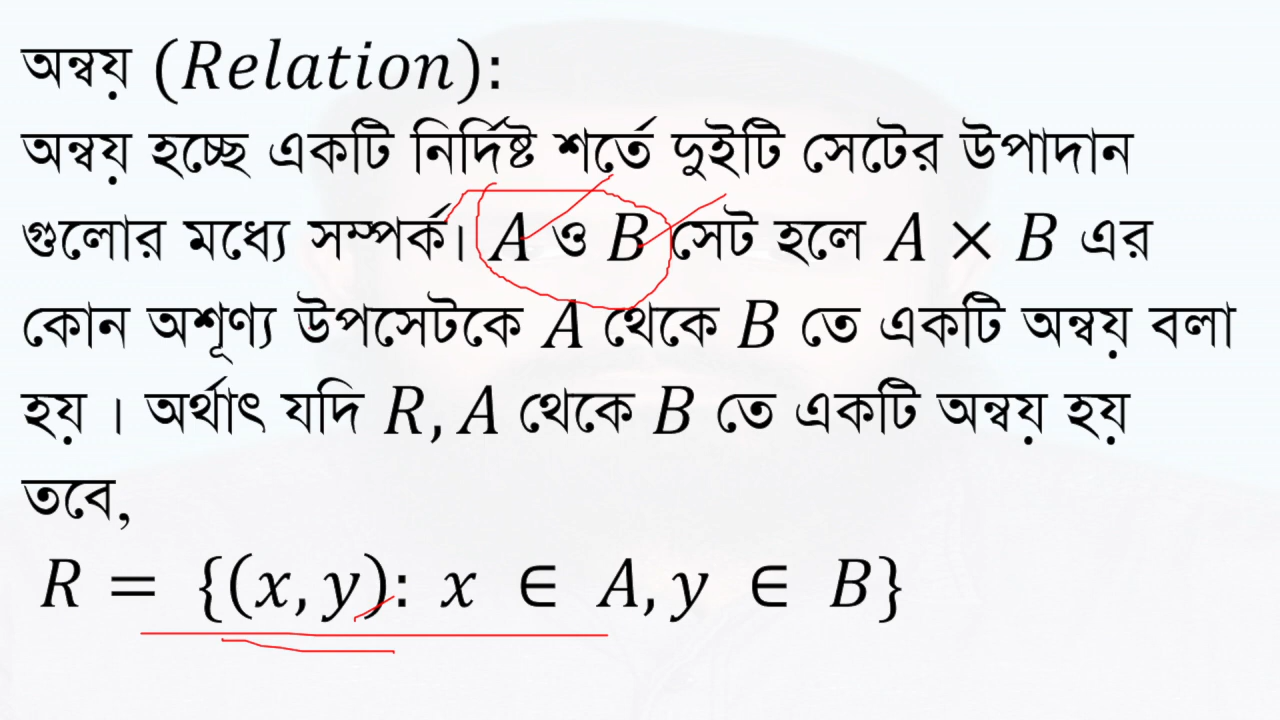 অন্বয় (Relation):
অন্বয় হচ্ছে একটি নির্দিষ্ট শর্তে দুইটি সেটের উপাদান
গুলোর মধ্যে সম্পর্ক। A ও B সেট হলে A × B এর
কোন অশূণ্য উপসেটকে A থেকে B তে একটি অন্বয় বলা
হয় । অর্থাৎ যদি R, A থেকে B তে একটি অন্বয় হয়
তবে,
R = {(x, y): x ∈ A, y ∈ B}